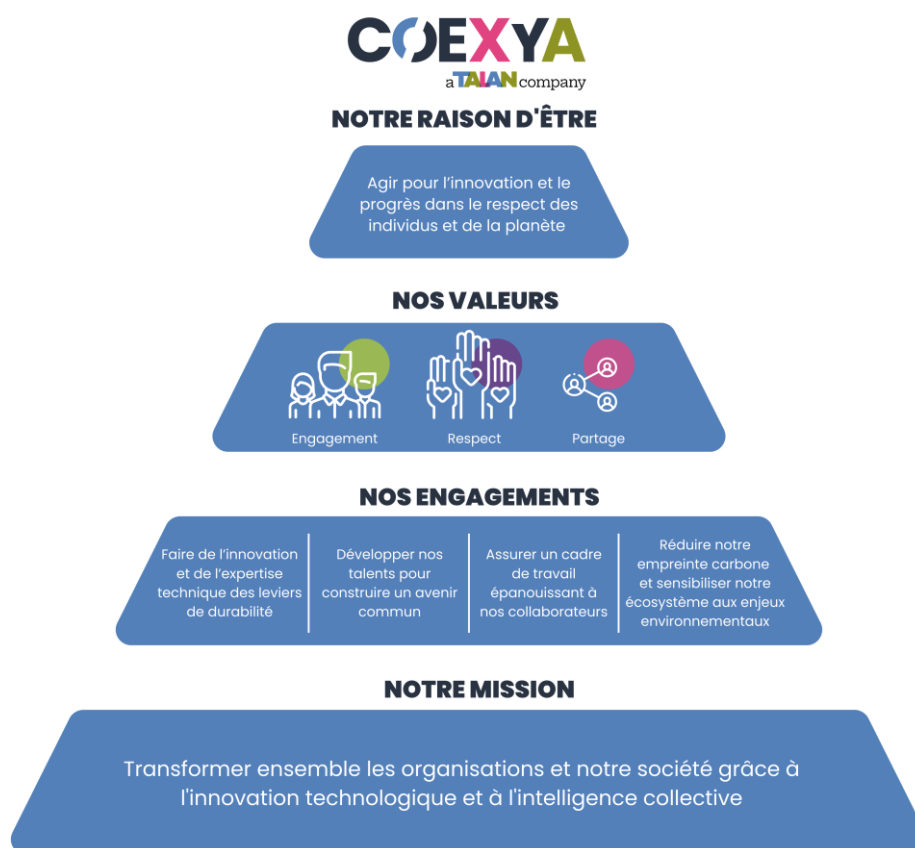 COEXYA
a TALAN company
NOTRE RAISON D'ÊTRE
Agir pour l'innovation et le
progrès dans le respect des
individus et de la planète
NOS VALEURS
Engagement
Respect
Partage
NOS ENGAGEMENTS
Faire de l'innovation
et de l'expertise
technique des leviers
de durabilité
Développer nos
talents pour
construire un avenir
commun
Assurer un cadre
de travail
épanouissant à
nos collaborateurs
Réduire notre
empreinte carbone
et sensibiliser notre
écosystème aux enjeux
environnementaux
NOTRE MISSION
Transformer ensemble les organisations et notre société grâce à
l'innovation technologique et à l'intelligence collective